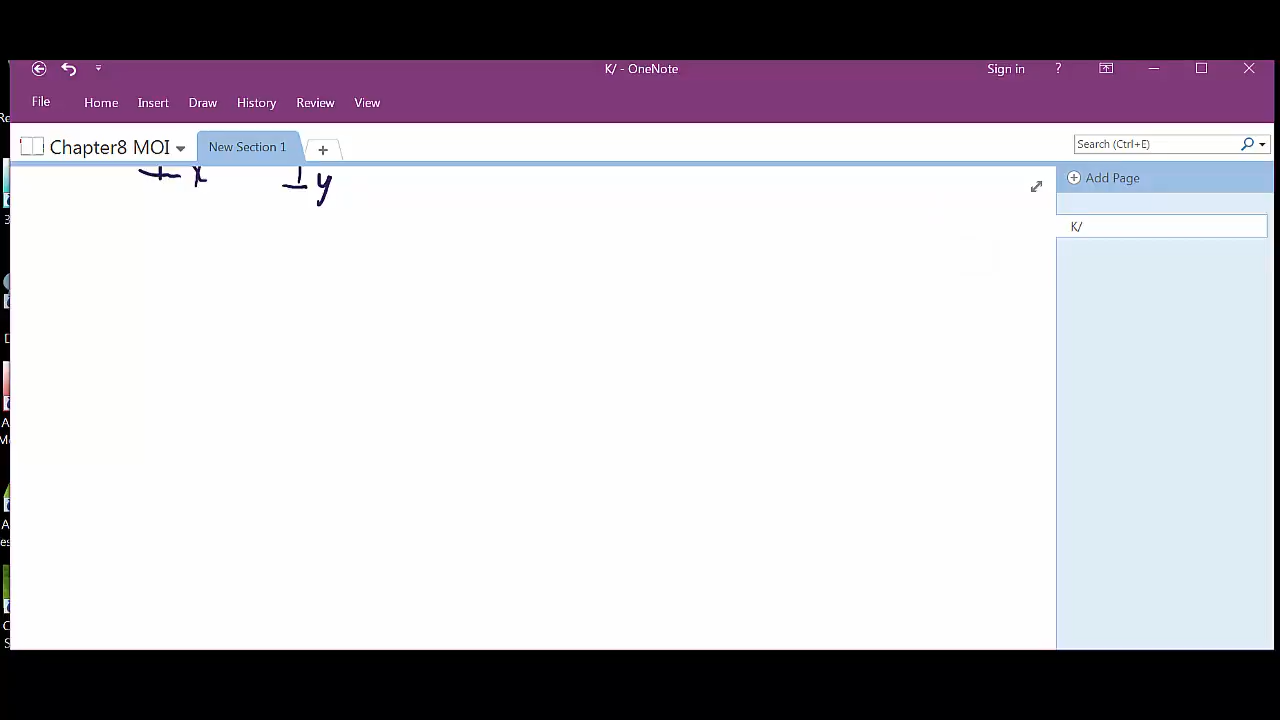 K/ - OneNote
Sign in ?
File Home Insert Draw History Review View
Chapter8 MOI New Section 1 +
Search (Ctrl+E)
I x I y
Add Page
K/